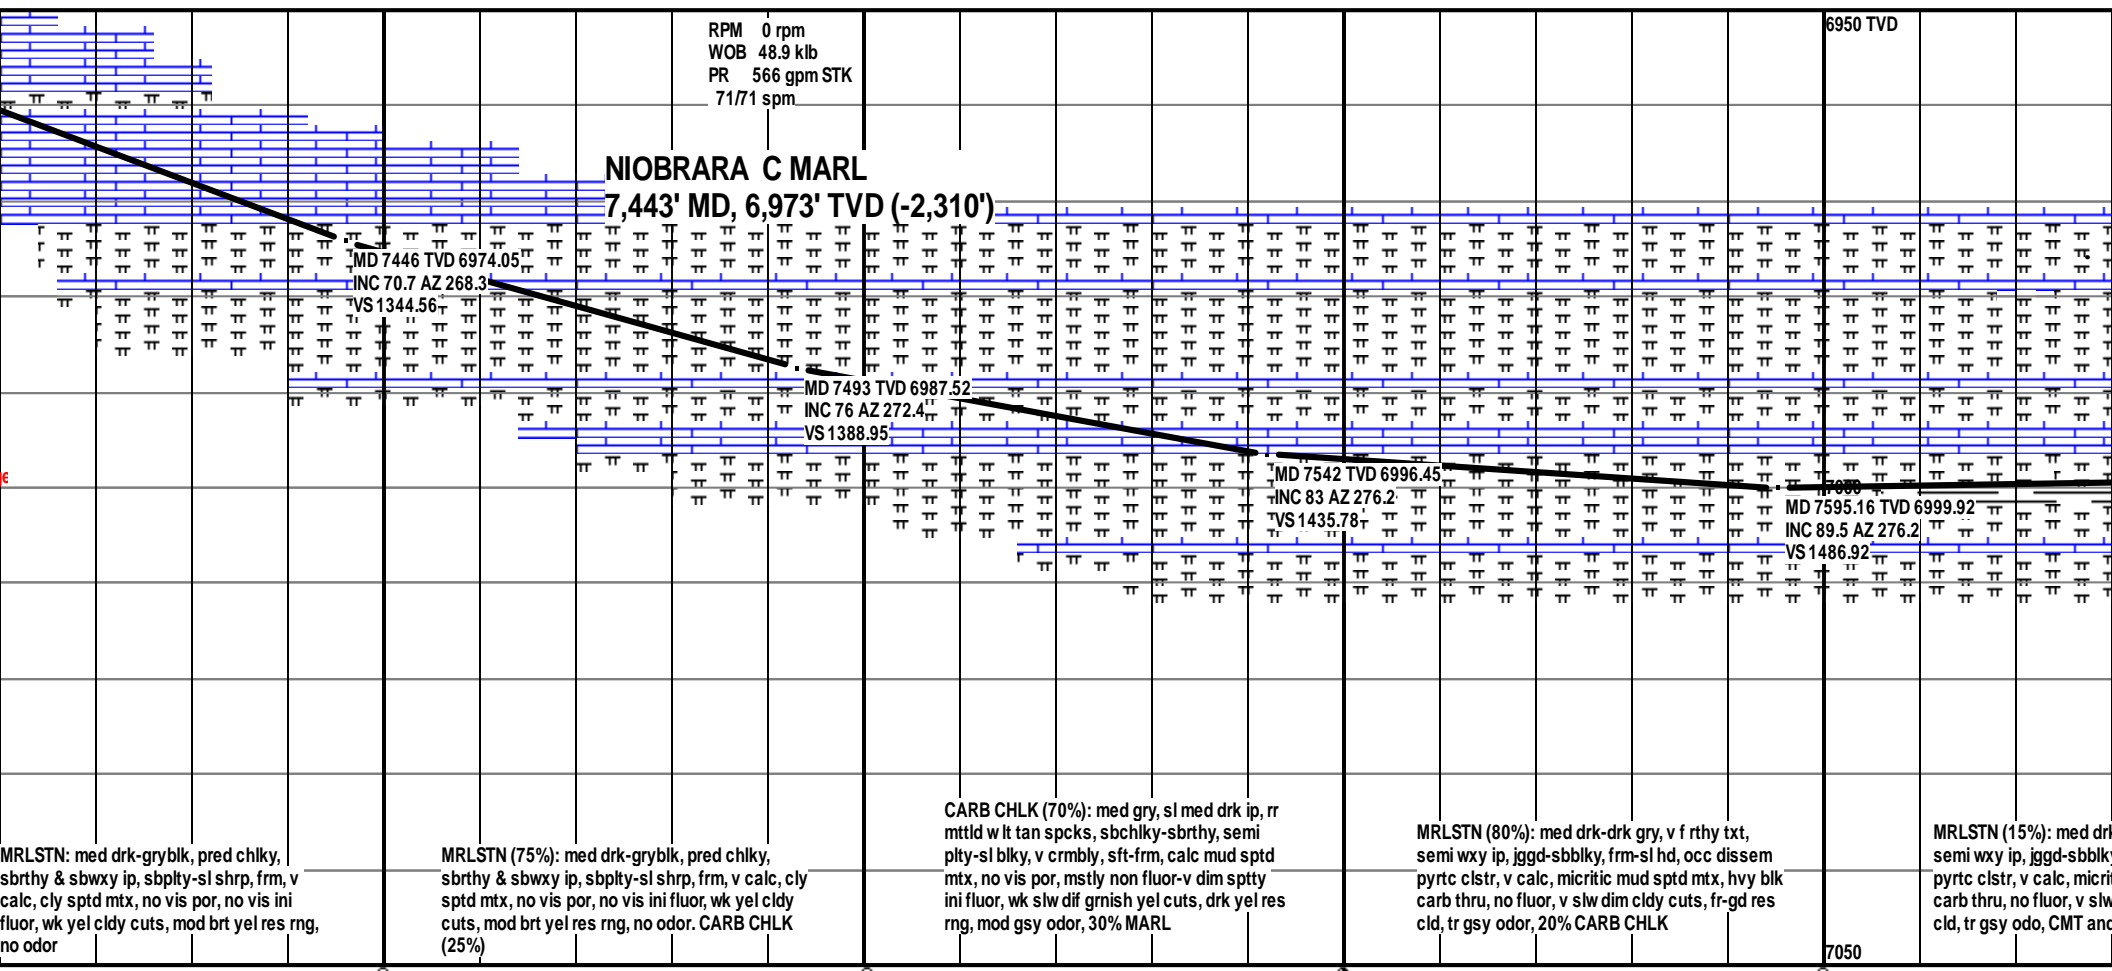 6950 TVD
RPM 0 rpm
WOB 48.9 klb
PR 566 gpm STK
71/71 spm
NIOBRARA C MARL
7,443' MD, 6,973' TVD (-2,310')
MD 7446 TVD 6974.05
INC 70.7 AZ 268.3
VS 1344.56
MD 7493 TVD 6987.52
INC 76 AZ 272.4
VS 1388.95
MD 7542 TVD 6996.45
INC 83 AZ 276.2
VS 1435.78
7000
MD 7595.16 TVD 6999.92
INC 89.5 AZ 276.2
VS 1486.92
MRLSTN: med drk-gryblk, pred chlky,
sbrthy & sbwxy ip, sbplty-sl shrp, frm, v
calc, cly sptd mtx, no vis por, no vis ini
fluor, wk yel cldy cuts, mod brt yel res rng,
no odor
MRLSTN (75%): med drk-gryblk, pred chlky,
sbrthy & sbwxy ip, sbplty-sl shrp, frm, v calc, cly
sptd mtx, no vis por, no vis ini fluor, wk yel cldy
cuts, mod brt yel res rng, no odor. CARB CHLK
(25%)
CARB CHLK (70%): med gry, sl med drk ip, rr
mttld w lt tan spcks, sbchlky-sbrthy, semi
plty-sl blky, v crmbly, sft-frm, calc mud sptd
mtx, no vis por, mstly non fluor-v dim sptty
ini fluor, wk slw dif grnish yel cuts, drk yel res
rng, mod gsy odor, 30% MARL
MRLSTN (80%): med drk-drk gry, v f rthy txt,
semi wxy ip, jggd-sbblky, frm-sl hd, occ dissem
pyrtc clstr, v calc, micritic mud sptd mtx, hvy blk
carb thru, no fluor, v slw dim cldy cuts, fr-gd res
cld, tr gsy odor, 20% CARB CHLK
MRLSTN (15%): med drk
semi wxy ip, jggd-sbblky
pyrtc clstr, v calc, micrit
carb thru, no fluor, v slw
cld, tr gsy odo, CMT and
7050